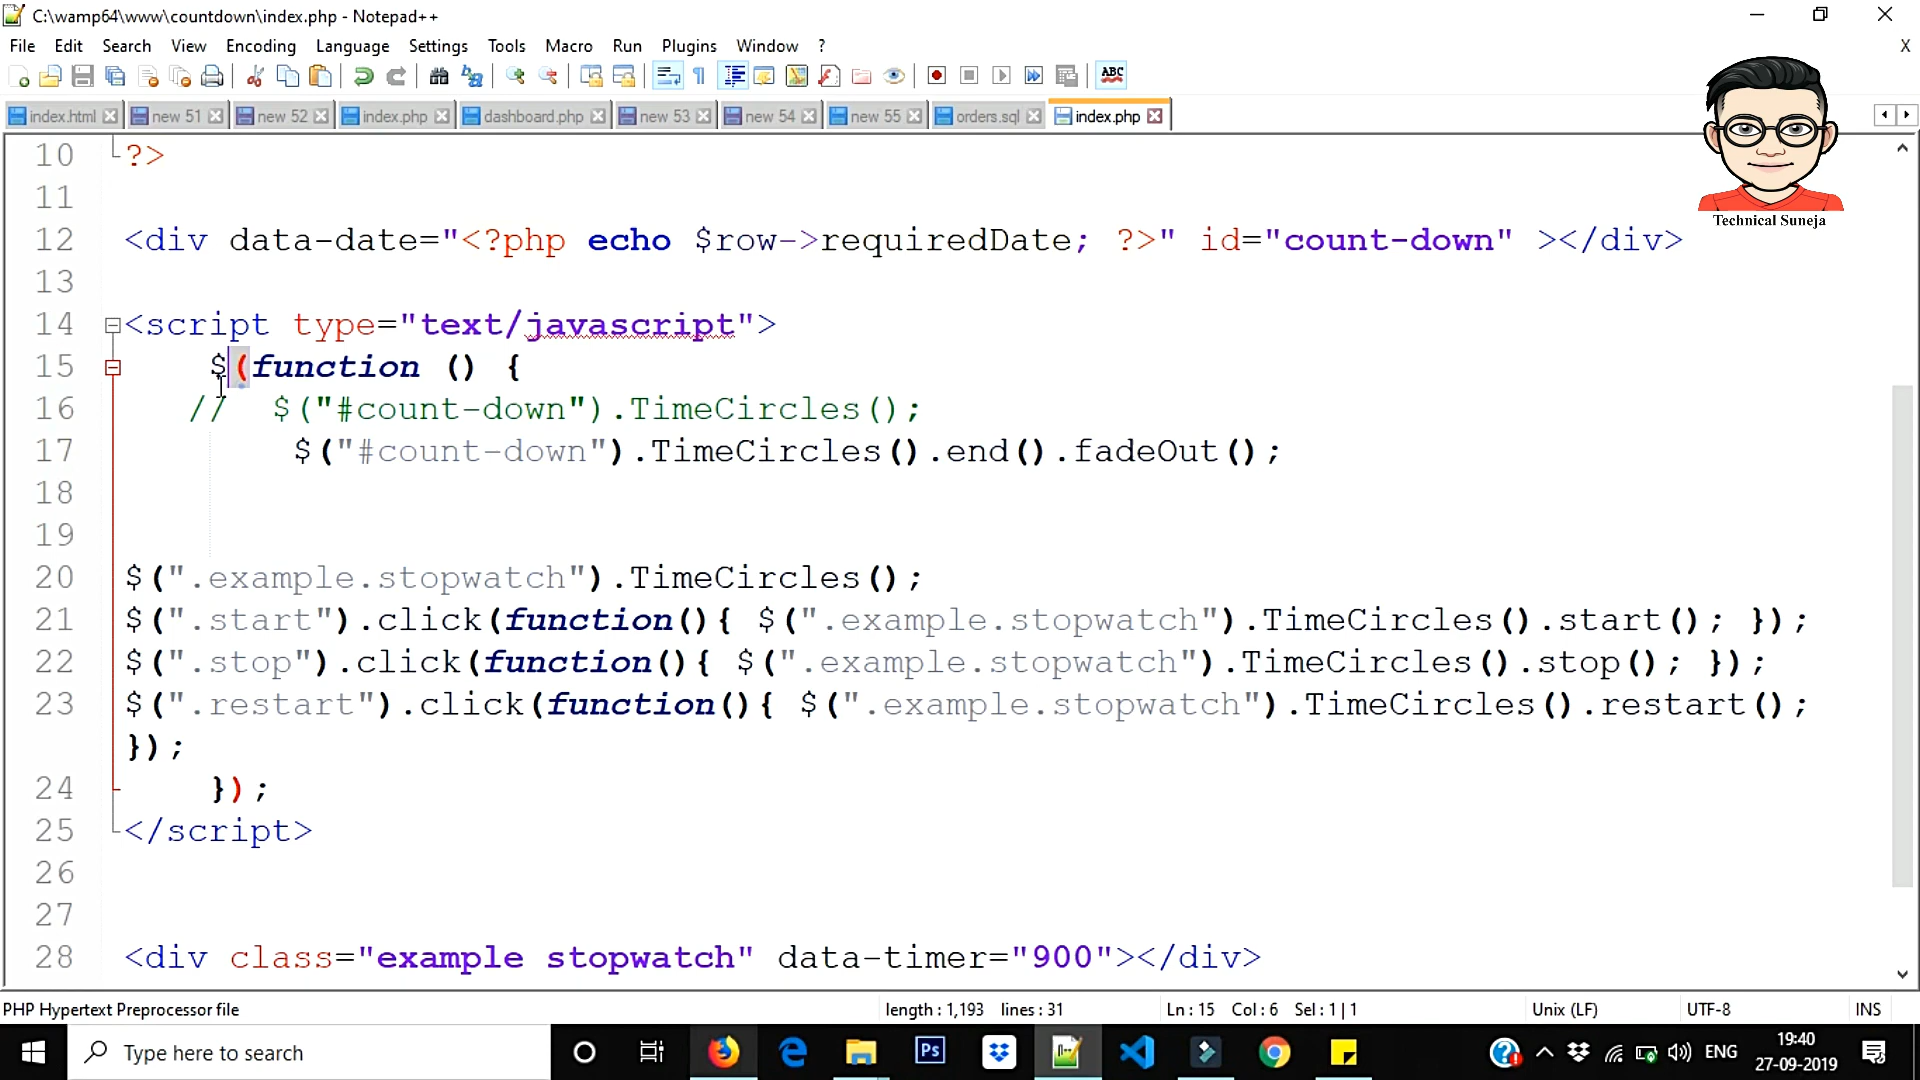 C:\wamp64\www\countdown\index.php - Notepad++
File Edit Search View Encoding Language Settings Tools Macro Run Plugins Window ? X
ABC
index.html new 51 new 52 index.php dashboard.php new 53 new 54 new 55 orders.sql index.php
Technical Suneja
10 ?>
11
12 <div data-date="<?php echo $row->requiredDate; ?>" id="count-down" ></div>
13
14 <script type="text/javascript">
15 $(function () {
16 // $("#count-down").TimeCircles();
17 $("#count-down").TimeCircles().end().fadeOut();
18
19
20 $(".example.stopwatch").TimeCircles();
21 $(".start").click(function(){ $(".example.stopwatch").TimeCircles().start(); });
22 $(".stop").click(function(){ $(".example.stopwatch").TimeCircles().stop(); });
23 $(".restart").click(function(){ $(".example.stopwatch").TimeCircles().restart();
});
24 });
25 </script>
26
27
28 <div class="example stopwatch" data-timer="900"></div>
PHP Hypertext Preprocessor file length : 1,193 lines : 31 Ln : 15 Col : 6 Sel : 1 | 1 Unix (LF) UTF-8 INS
Type here to search Ps ENG 19:40
27-09-2019